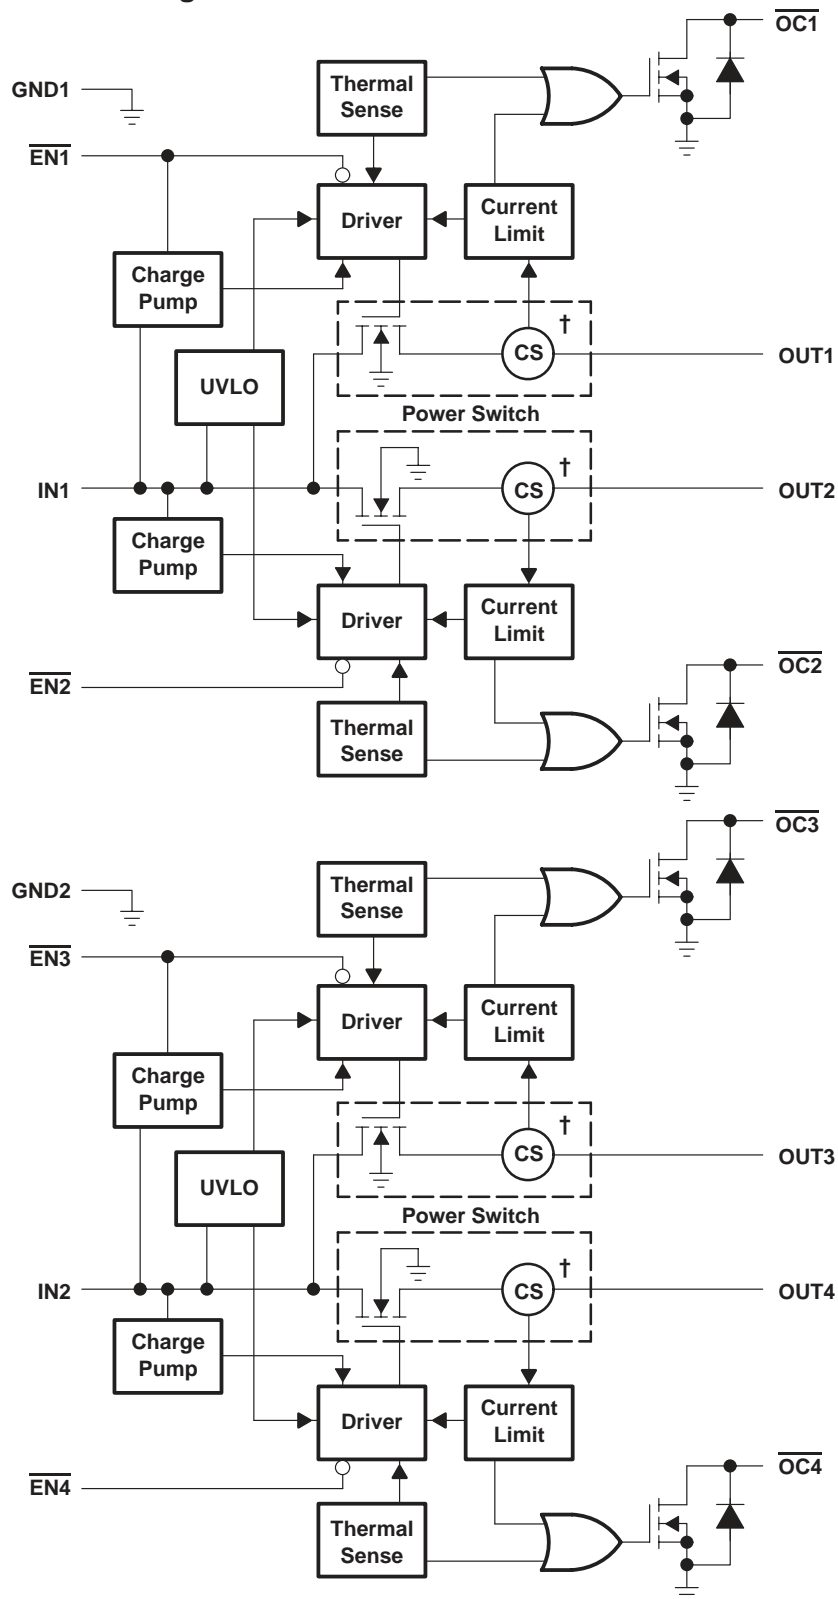 OC1
Thermal
Sense
GND1
EN1
Driver
Current
Limit
Charge
Pump
†
CS
OUT1
UVLO
Power Switch
†
IN1
CS
OUT2
Charge
Pump
Driver
Current
Limit
EN2
OC2
Thermal
Sense
OC3
Thermal
Sense
GND2
EN3
Driver
Current
Limit
Charge
Pump
†
CS
OUT3
UVLO
Power Switch
†
IN2
CS
OUT4
Charge
Pump
Driver
Current
Limit
EN4
OC4
Thermal
Sense